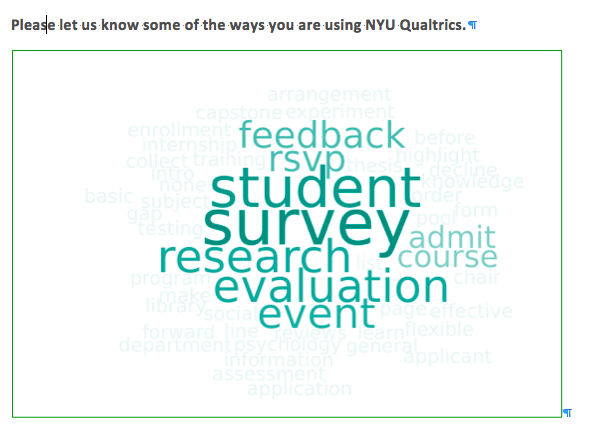 Please let us know some of the ways you are using NYU Qualtrics.
arrangement
capstone experiment
enrollment feedback before
internship rsvp highlight
collect training thesis decline
intro none student knowledge
basic subject order
gap survey pool form
testing admit
research list course
program evaluation chair
make
library social event page effective
forward line reviews learn flexible
department psychology general
information applicant
assessment
application